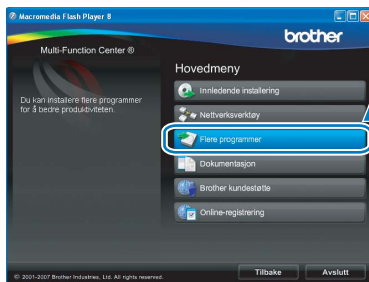 Macromedia Flash Player 8
brother
Multi-Function Center ®
Hovedmeny
Du kan installere flere programmer
for å bedre produktiviteten.
Innledende installering
Nettverksverktøy
Flere programmer
Dokumentasjon
Brother kundestøtte
Online-registrering
© 2001-2007 Brother Industries, Ltd. All rights reserved.
Tilbake
Avslutt